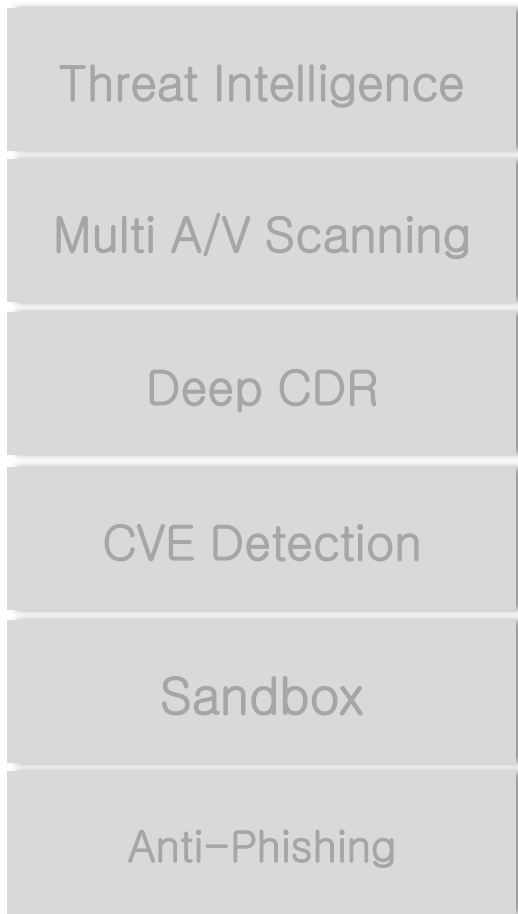 Threat Intelligence
Multi A/V Scanning
Deep CDR
CVE Detection
Sandbox
Anti-Phishing